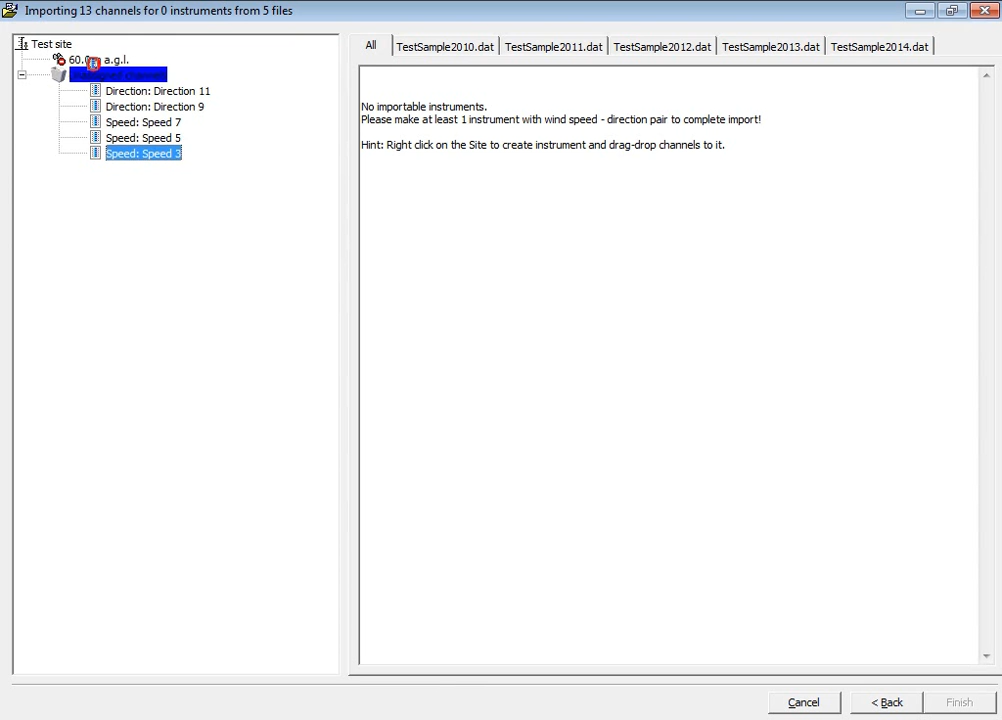 Importing 13 channels for 0 instruments from 5 files
Test site
60.0 a.g.l.
Direction: Direction 11
Direction: Direction 9
Speed: Speed 7
Speed: Speed 5
Speed: Speed 3
All TestSample2010.dat TestSample2011.dat TestSample2012.dat TestSample2013.dat TestSample2014.dat
No importable instruments.
Please make at least 1 instrument with wind speed - direction pair to complete import!
Hint: Right click on the Site to create instrument and drag-drop channels to it.
Cancel < Back Finish